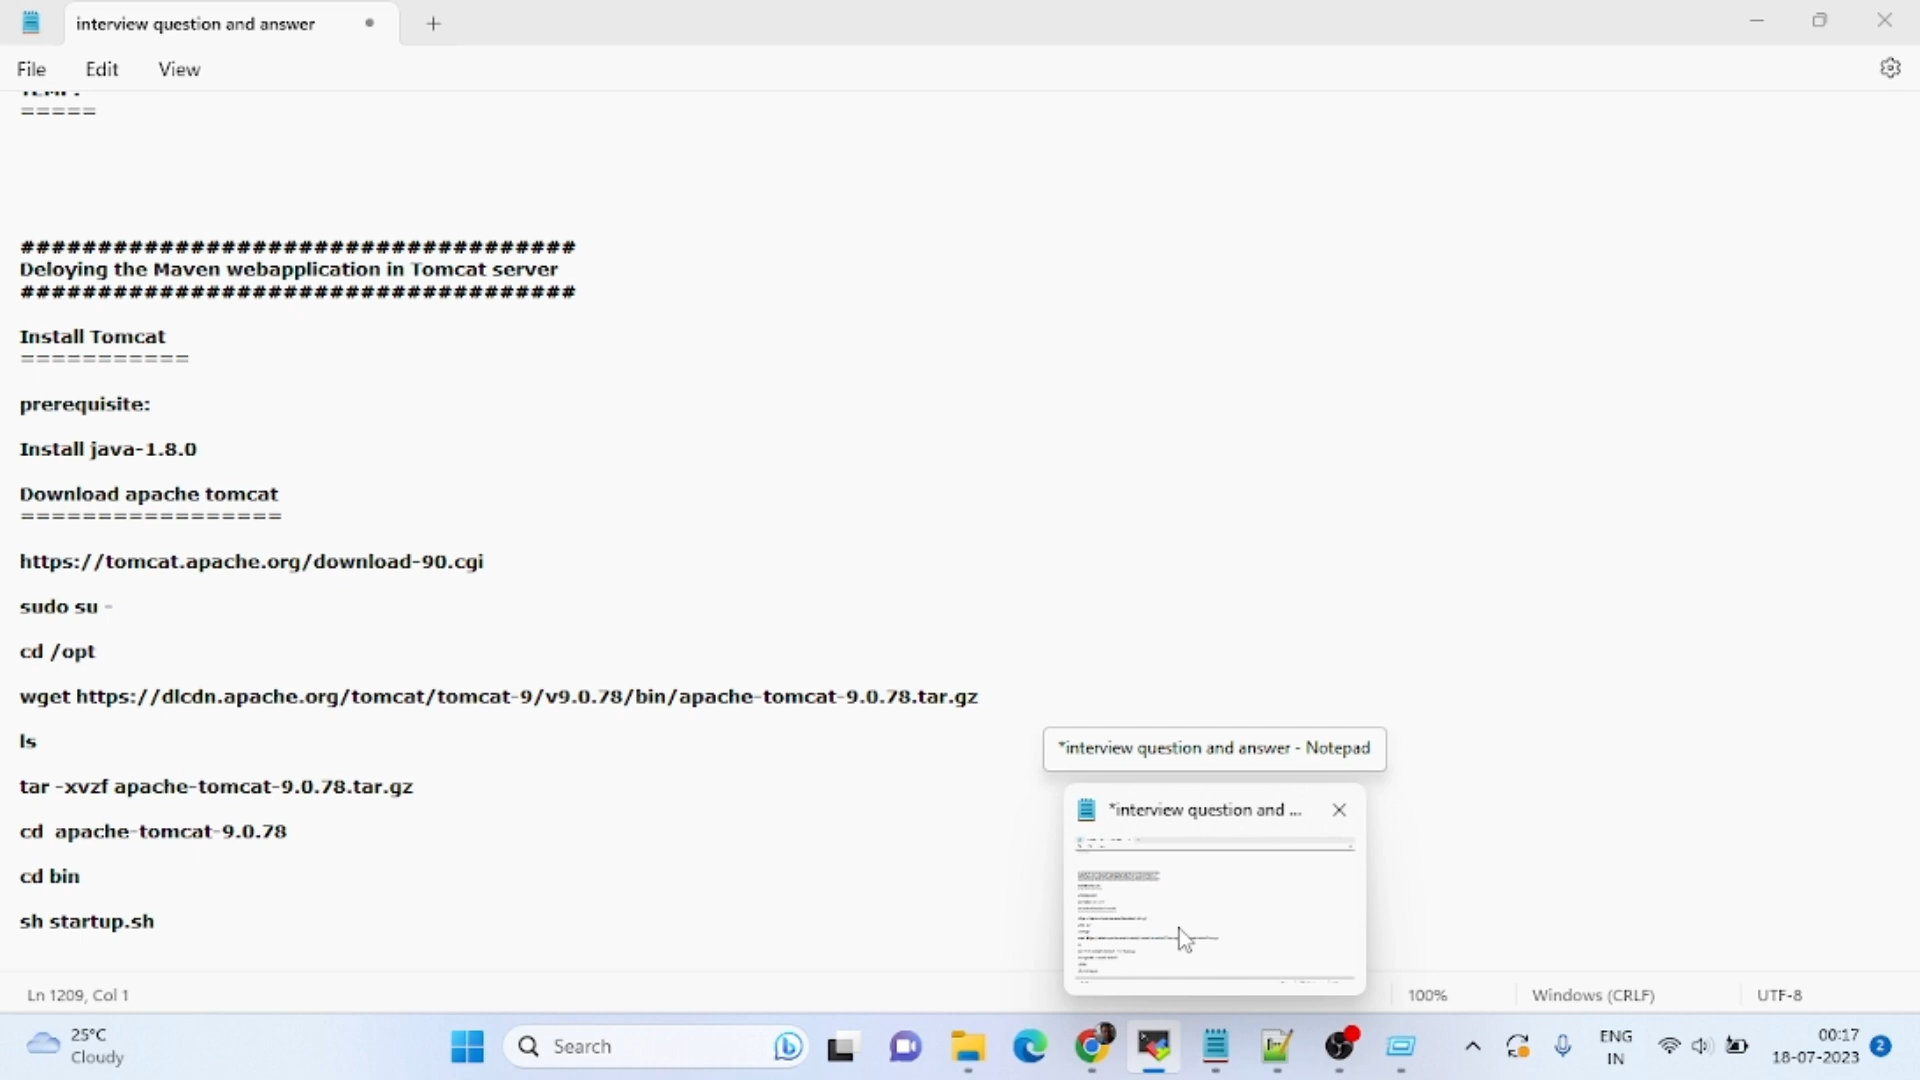 interview question and answer
File Edit View
TEMP:
=====
####################################
Deloying the Maven webapplication in Tomcat server
####################################
Install Tomcat
===========
prerequisite:
Install java-1.8.0
Download apache tomcat
=================
https://tomcat.apache.org/download-90.cgi
sudo su -
cd /opt
wget https://dlcdn.apache.org/tomcat/tomcat-9/v9.0.78/bin/apache-tomcat-9.0.78.tar.gz
ls
*interview question and answer - Notepad
tar -xvzf apache-tomcat-9.0.78.tar.gz
*interview question and ...
cd  apache-tomcat-9.0.78
cd bin
sh startup.sh
Ln 1209, Col 1 100% Windows (CRLF) UTF-8
25°C
Cloudy
Search
ENG
IN
00:17
18-07-2023
2